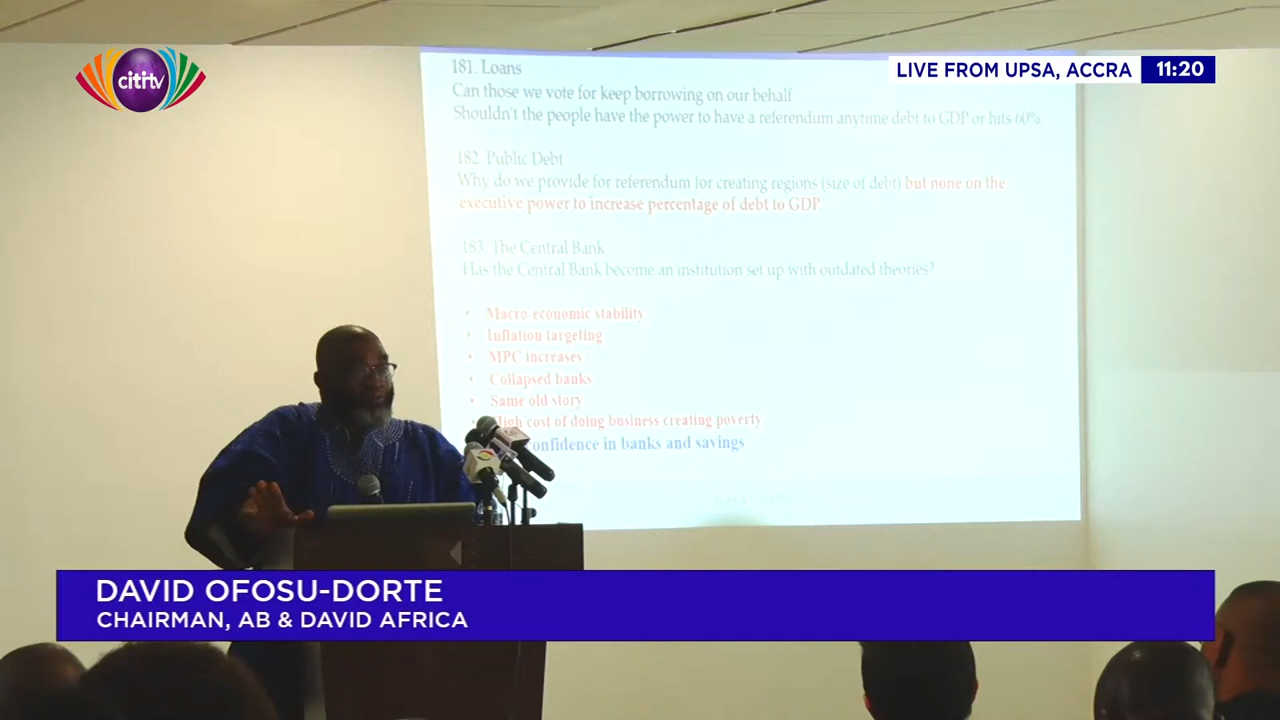 citi tv
LIVE FROM UPSA, ACCRA 11:20
181. Loans
Can those we vote for keep borrowing on our behalf
Shouldn't the people have the power to have a referendum anytime debt to GDP or hits 60%.
182. Public Debt
Why do we provide for referendum for creating regions (size of debt) but none on the
executive power to increase percentage of debt to GDP.
183. The Central Bank
Has the Central Bank become an institution set up with outdated theories?
• Macro-economic stability
• Inflation targeting
• MPC increases
• Collapsed banks
• Same old story
• High cost of doing business creating poverty
onfidence in banks and savings
DAVID OFOSU-DORTE
CHAIRMAN, AB & DAVID AFRICA